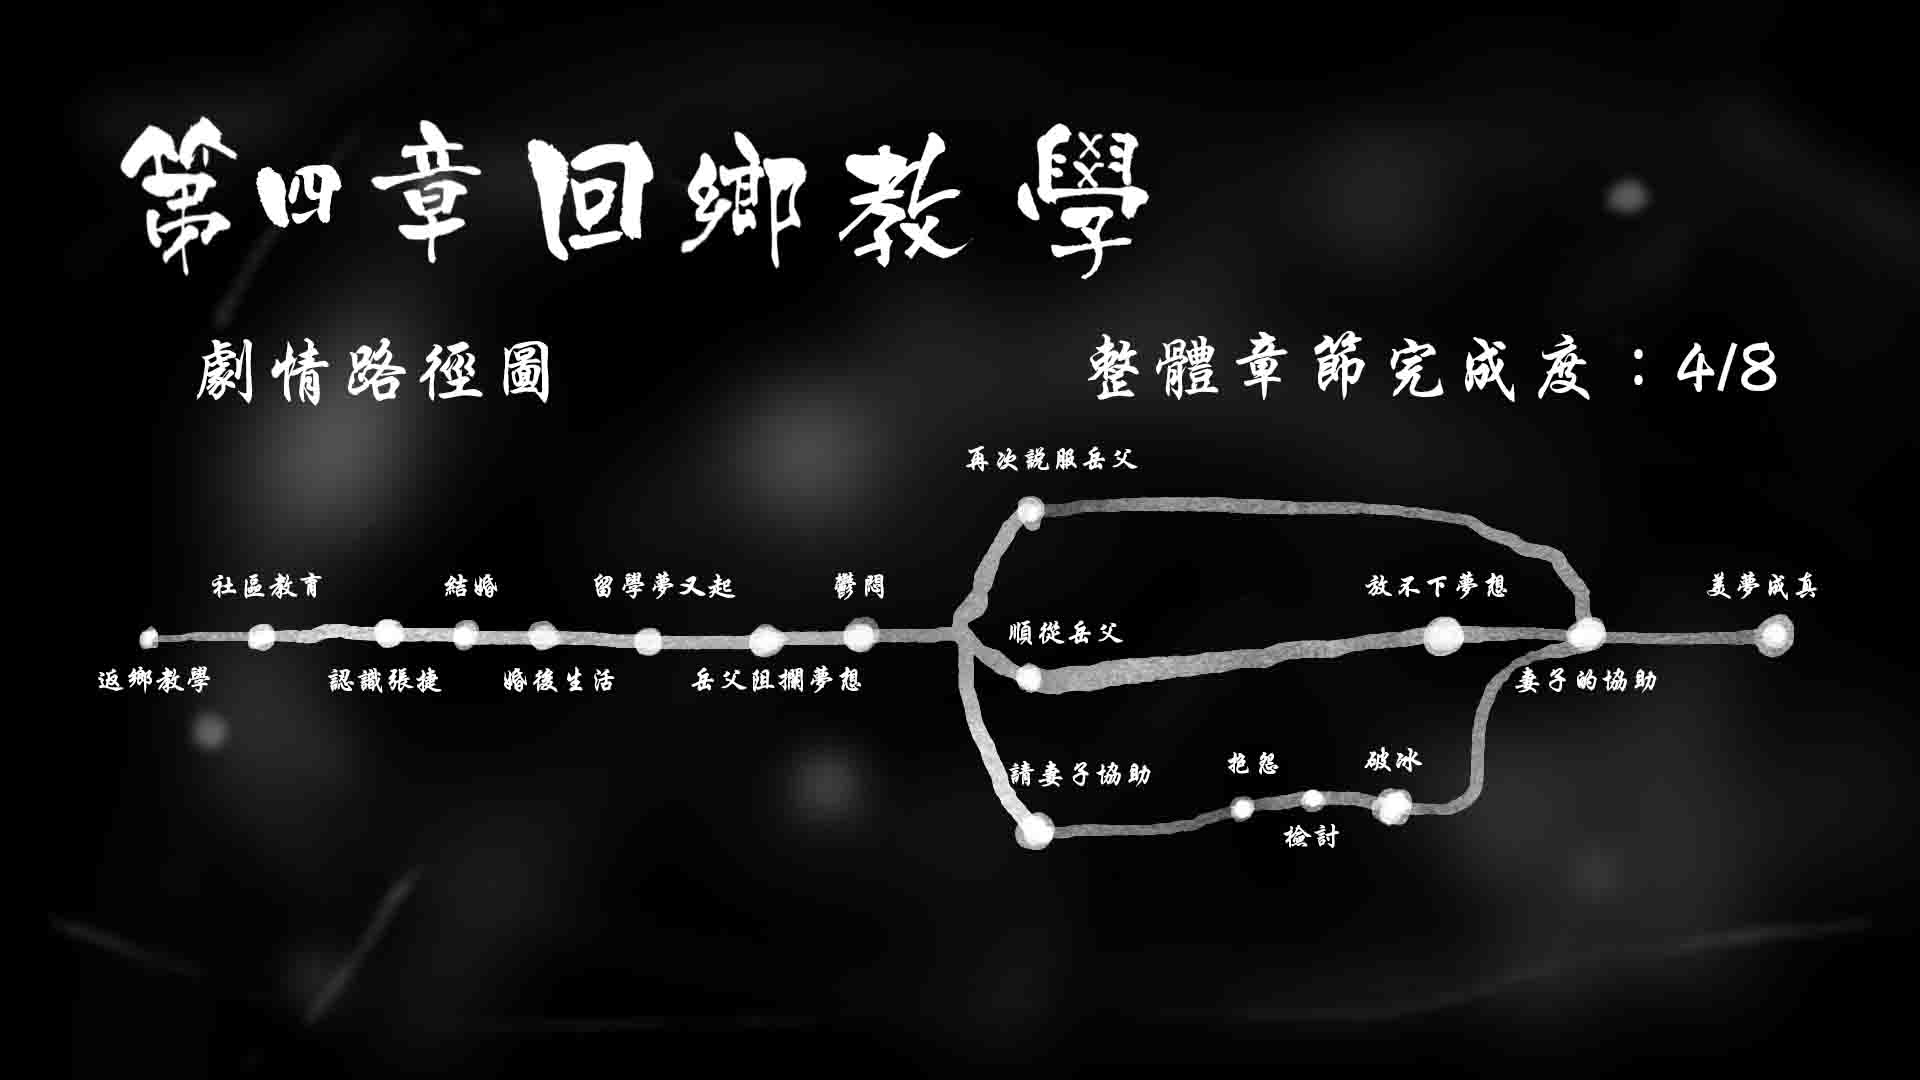 第四章回鄉教學
劇情路徑圖
整體章節完成度：4/8
再次說服岳父
社區教育
結婚
留學夢又起
鬱悶
放不下夢想
美夢成真
順從岳父
返鄉教學
認識張捷
婚後生活
岳父阻攔夢想
妻子的協助
請妻子協助
抱怨
破冰
檢討